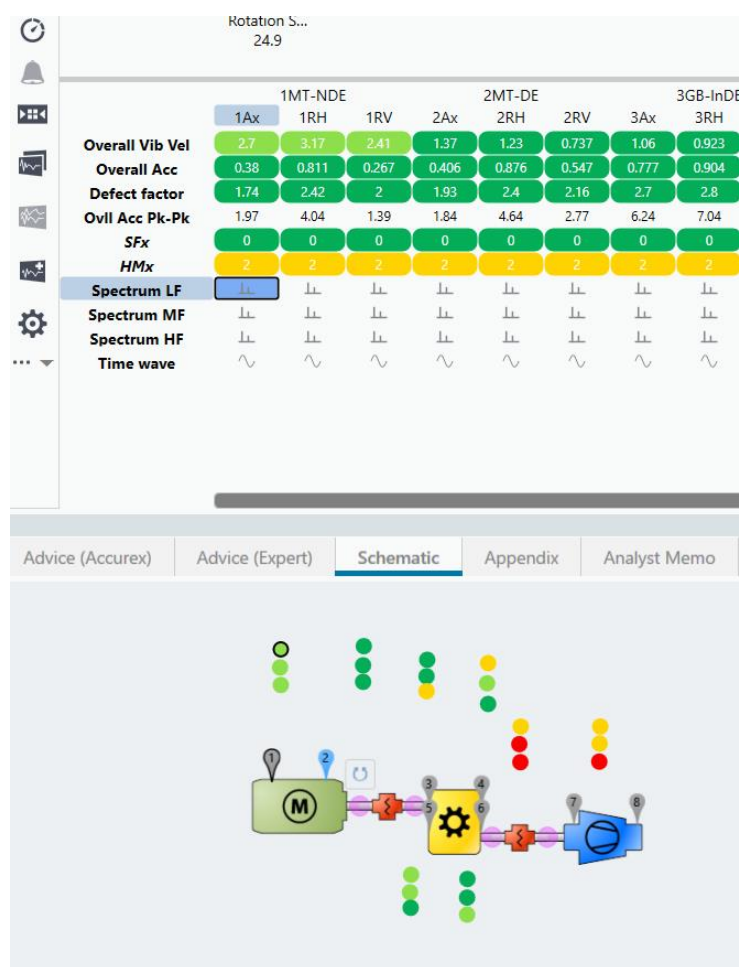 Rotation S...
24.9
1MT-NDE 2MT-DE 3GB-InDE
1Ax 1RH 1RV 2Ax 2RH 2RV 3Ax 3RH
Overall Vib Vel 2.7 3.17 2.41 1.37 1.23 0.737 1.06 0.923
Overall Acc 0.38 0.811 0.267 0.406 0.876 0.547 0.777 0.904
Defect factor 1.74 2.42 2 1.93 2.4 2.16 2.7 2.8
Ovll Acc Pk-Pk 1.97 4.04 1.39 1.84 4.64 2.77 6.24 7.04
SFx 0 0 0 0 0 0 0 0
HMx 2 2 2 2 2 2 2 2
Spectrum LF
Spectrum MF
Spectrum HF
Time wave
Advice (Accurex) Advice (Expert) Schematic Appendix Analyst Memo
1 2
3 4
M 5 6 7 8